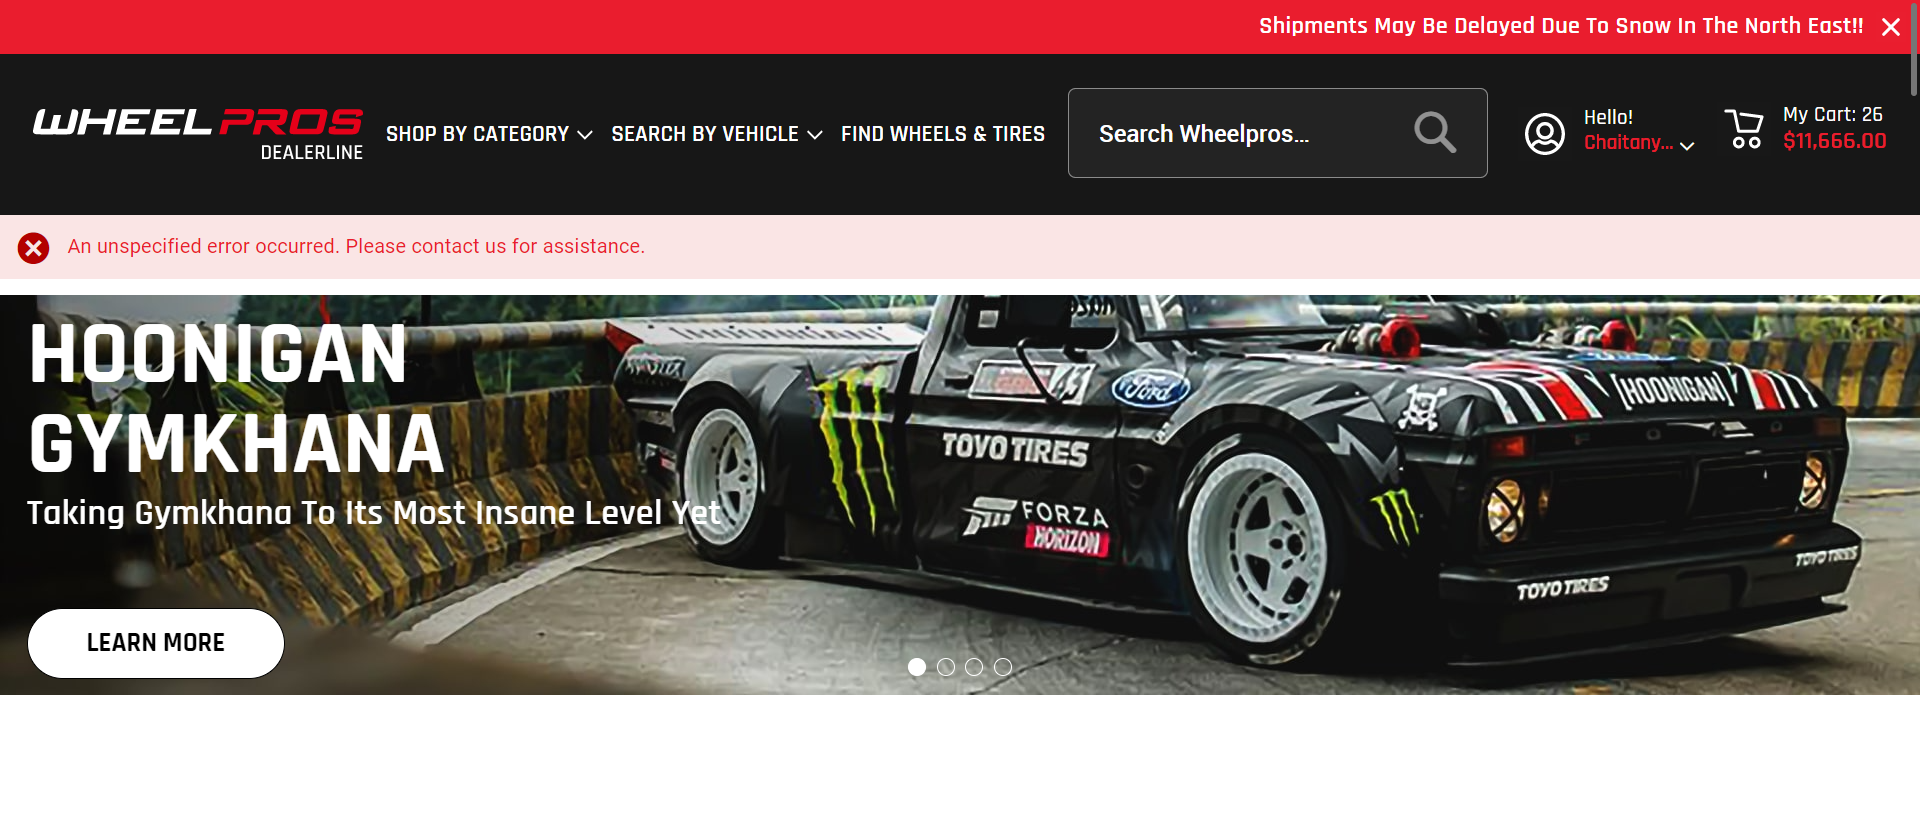 Shipments May Be Delayed Due To Snow In The North East!!
WHEEL PROS
DEALERLINE
SHOP BY CATEGORY
SEARCH BY VEHICLE
FIND WHEELS & TIRES
Search Wheelpros...
Hello!
Chaitany...
My Cart: 26
$11,666.00
An unspecified error occurred. Please contact us for assistance.
HOONIGAN
GYMKHANA
Taking Gymkhana To Its Most Insane Level Yet
LEARN MORE
Ford
[HOONIGAN]
FORD
TOYO TIRES
FORZA
HORIZON
TOYO TIRES
TOYO TIRES